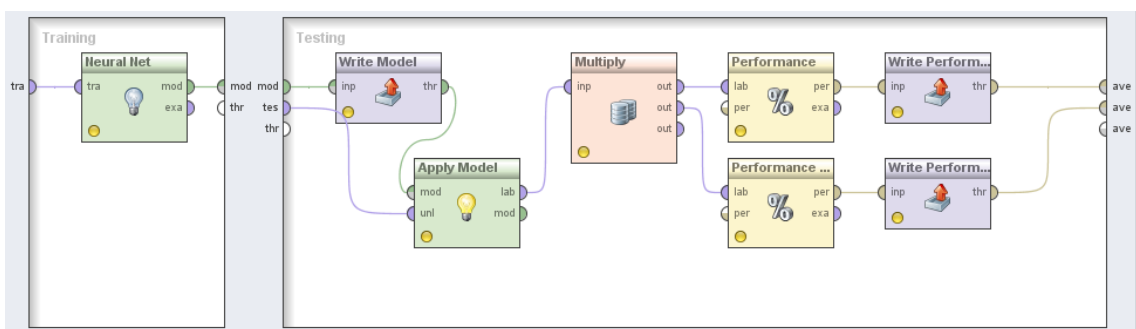 Training
Testing
Neural Net
tra
mod
exa
tra
mod
thr
mod
tes
thr
Write Model
inp
thr
Apply Model
mod
lab
unl
mod
Multiply
inp
out
out
out
Performance
lab
per
per
exa
Write Perform...
inp
thr
Performance ...
lab
per
per
exa
Write Perform...
inp
thr
ave
ave
ave